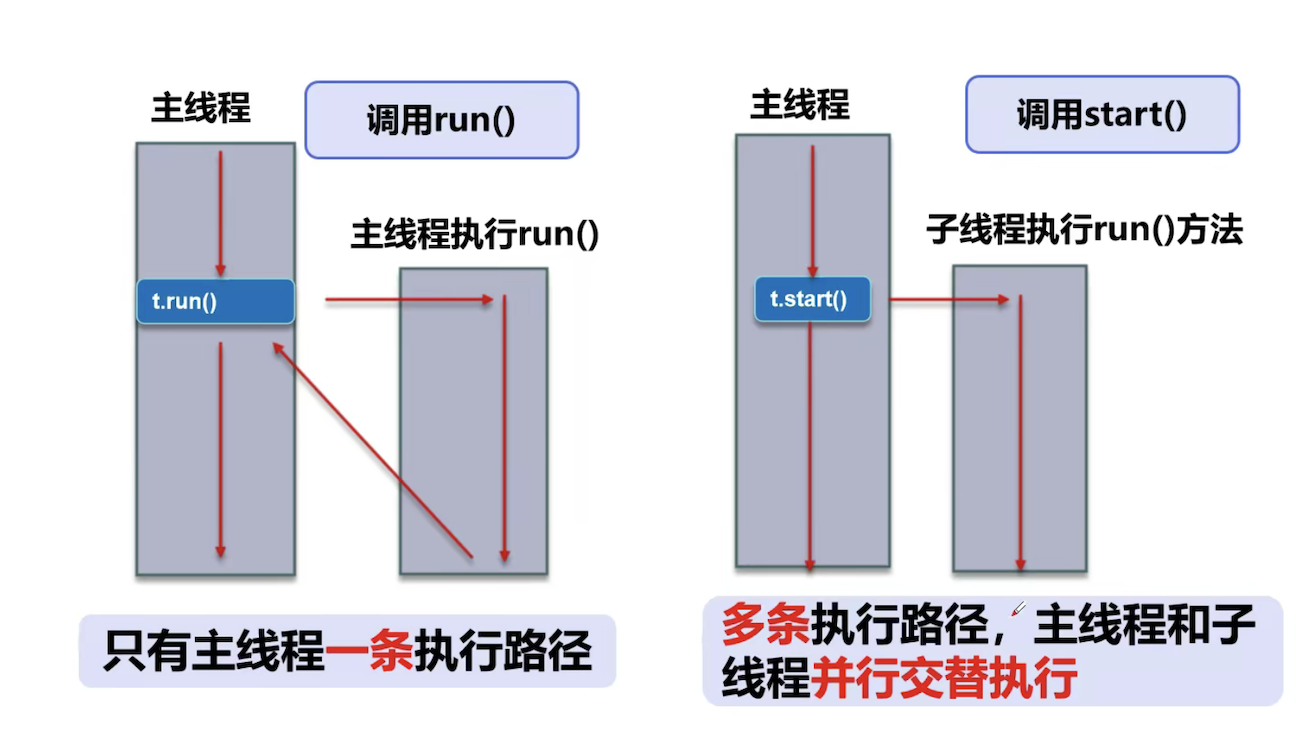 主线程
调用run()
主线程执行run()
t.run()
只有主线程一条执行路径
主线程
调用start()
子线程执行run()方法
t.start()
多条执行路径，主线程和子
线程并行交替执行